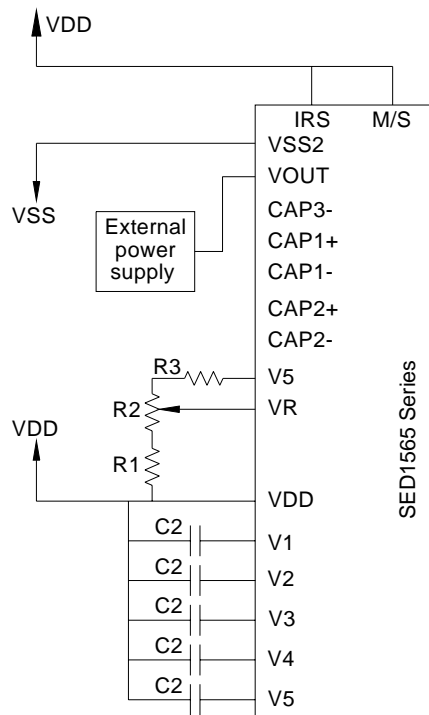 VDD
IRS M/S
VSS2
VOUT
VSS
External
power
supply
CAP3-
CAP1+
CAP1-
CAP2+
CAP2-
R3
V5
R2
VR
VDD
R1
VDD
C2
V1
C2
V2
C2
V3
C2
V4
C2
V5
SED1565 Series